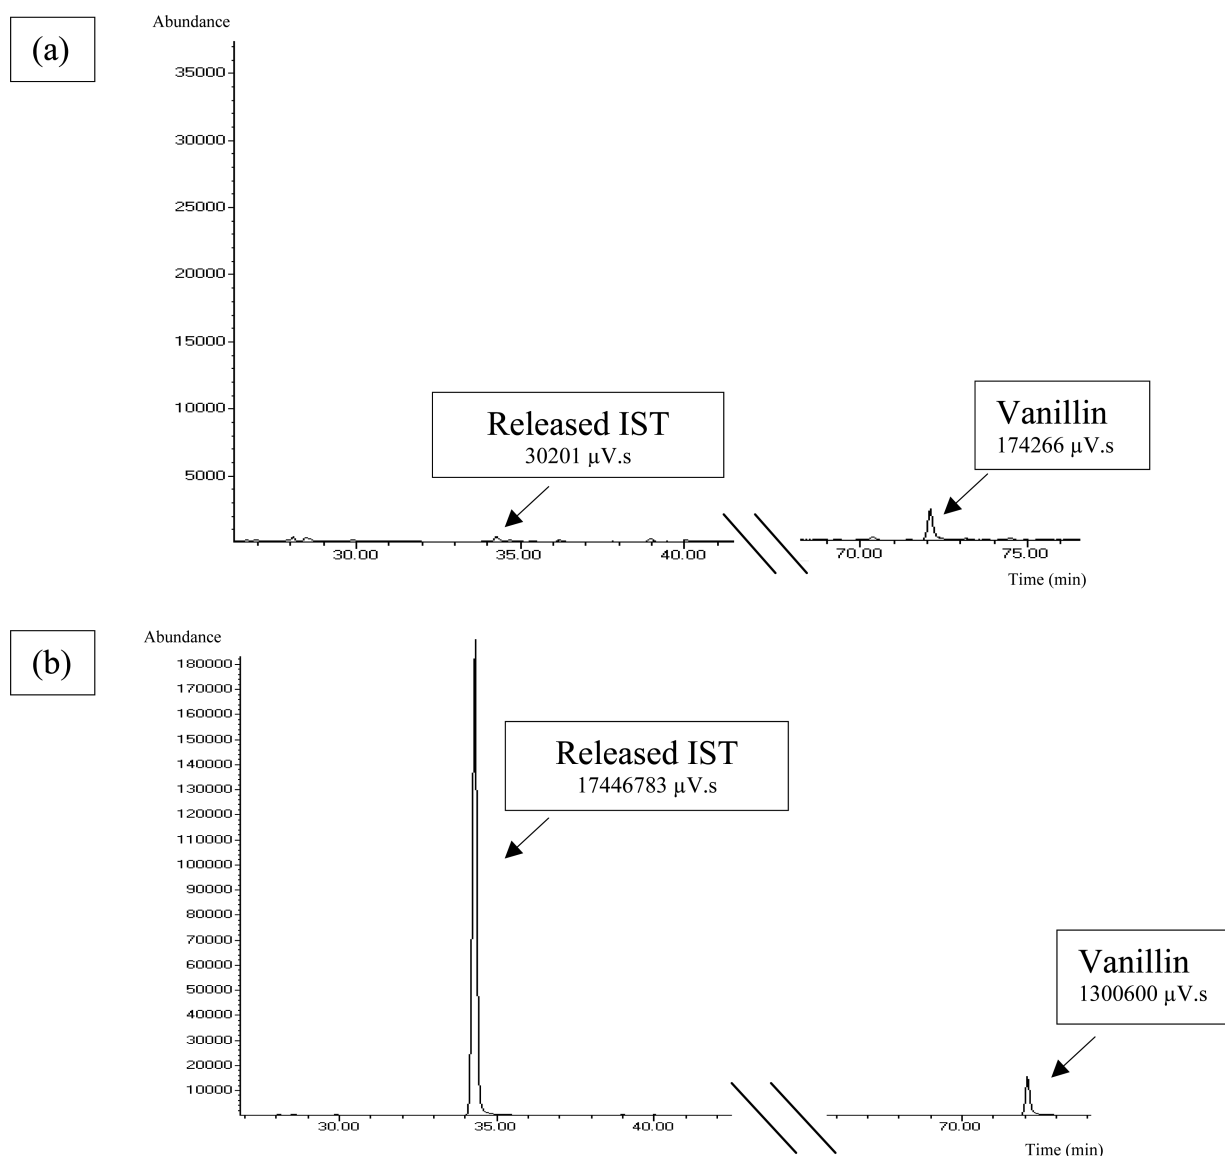 (a)
Abundance
35000
30000
25000
20000
15000
10000
5000
Released IST
30201 µV.s
Vanillin
174266 µV.s
30.00
35.00
40.00
70.00
75.00
Time (min)
(b)
Abundance
180000
170000
160000
150000
140000
130000
120000
110000
100000
90000
80000
70000
60000
50000
40000
30000
20000
10000
Released IST
17446783 µV.s
Vanillin
1300600 µV.s
30.00
35.00
40.00
70.00
Time (min)